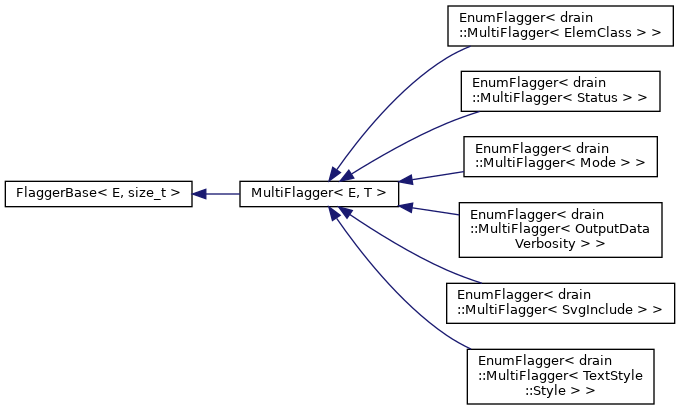 EnumFlagger< drain
::MultiFlagger< ElemClass > >
EnumFlagger< drain
::MultiFlagger< Status > >
EnumFlagger< drain
::MultiFlagger< Mode > >
FlaggerBase< E, size_t >
MultiFlagger< E, T >
EnumFlagger< drain
::MultiFlagger< OutputData
Verbosity > >
EnumFlagger< drain
::MultiFlagger< SvgInclude > >
EnumFlagger< drain
::MultiFlagger< TextStyle
::Style > >